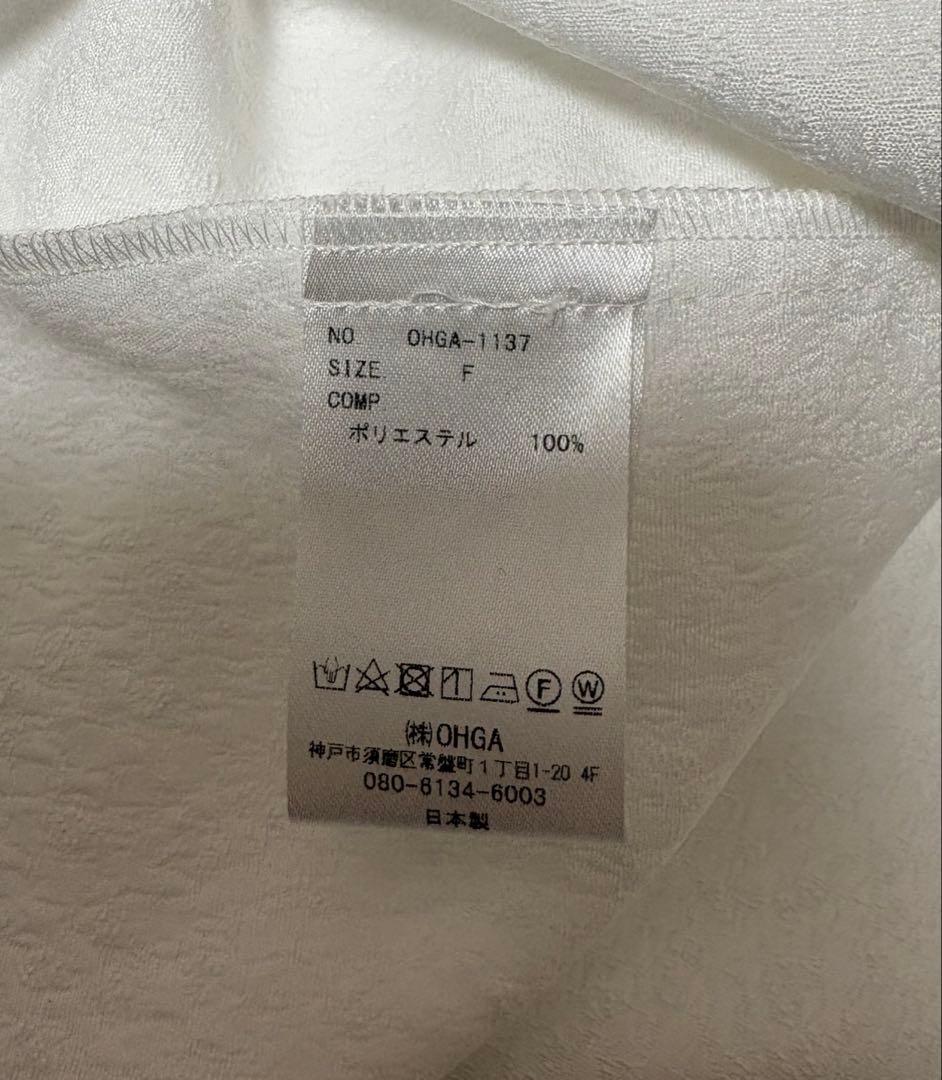 NO OHGA-1137
SIZE F
COMP
ポリエステル 100%
F W
㈱OHGA
神戸市須磨区常盤町1丁目1-20 4F
080-6134-6003
日本製